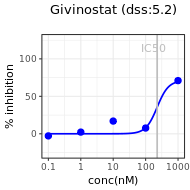 Givinostat (dss:5.2)
IC50
100
50
0
% inhibition
0.1 1 10 100 1000
conc(nM)